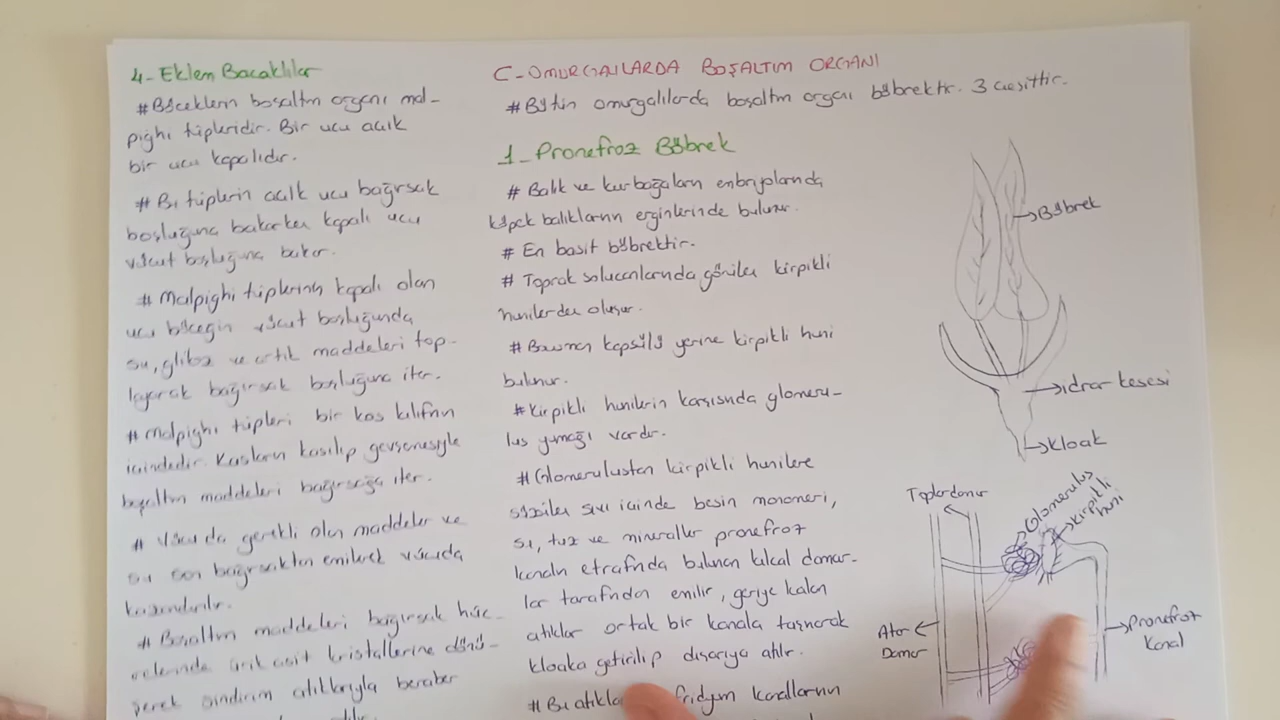 4- Eklem Bacaklılar
# Böceklerin boşaltım organı mal-
pighi tüpleridir. Bir ucu açık
bir ucu kapalıdır.
# Bu tüplerin açık ucu bağırsak
boşluğuna bakarken kapalı ucu
vücut boşluğuna bakar.
# Malpighi tüplerinin kapalı olan
ucu böceğin vücut boşluğunda
su, glikoz ve artık maddeleri top-
layarak bağırsak boşluğuna iter.
# Malpighi tüpleri bir kas kılıfın
içindedir. Kasların kasılıp gevşemesiyle
boşaltım maddeleri bağırsağa iter.
# Vücuda gerekli olan maddeler ve
su son bağırsaktan emilerek vücuda
kazandırılır.
# Boşaltım maddeleri bağırsak hüc-
relerinde ürik asit kristallerine dönü-
şerek sindirim atıklarıyla beraber
C- OMURGALILARDA BOŞALTIM ORGANI
# Bütün omurgalılarda boşaltım organı böbrektir. 3 çeşittir.
1- Pronefroz Böbrek
# Balık ve kurbağaların embriyolarında
köpek balıkların erginlerinde bulunur.
# En basit böbrektir.
# Toprak solucanlarında görülen kirpikli
hunilerden oluşur.
# Bowman kapsülü yerine kirpikli huni
bulunur.
# Kirpikli hunilerin karşısında glomeru-
lus yumağı vardır.
# Glomerulustan kirpikli hunilere
süzülen sıvı içinde besin monomeri,
su, tuz ve mineraller pronefroz
kanalın etrafında bulunan kılcal damar-
lar tarafından emilir, geriye kalan
atıklar ortak bir kanala taşınarak
kloaka getirilip dışarıya atılır.
# Bu atıklar kanallarının
Böbrek
idrar kesesi
Kloak
Toplardamar
Glomerulus
Kirpikli
huni
Atar
Damar
Pronefroz
Kanal